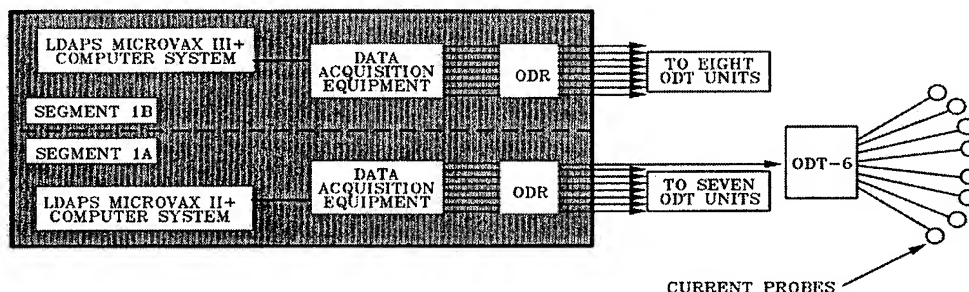 LDAPS MICROVAX III+
COMPUTER SYSTEM
DATA
ACQUISITION
EQUIPMENT
ODR
TO EIGHT
ODT UNITS
SEGMENT 1B
SEGMENT 1A
LDAPS MICROVAX II+
COMPUTER SYSTEM
DATA
ACQUISITION
EQUIPMENT
ODR
TO SEVEN
ODT UNITS
ODT-6
CURRENT PROBES